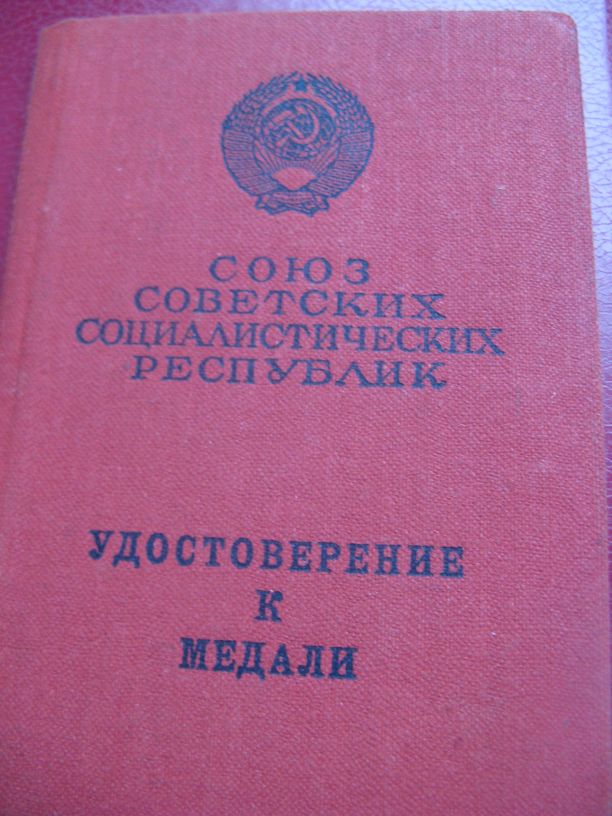 СОЮЗ
СОВЕТСКИХ
СОЦИАЛИСТИЧЕСКИХ
РЕСПУБЛИК
УДОСТОВЕРЕНИЕ
К
МЕДАЛИ